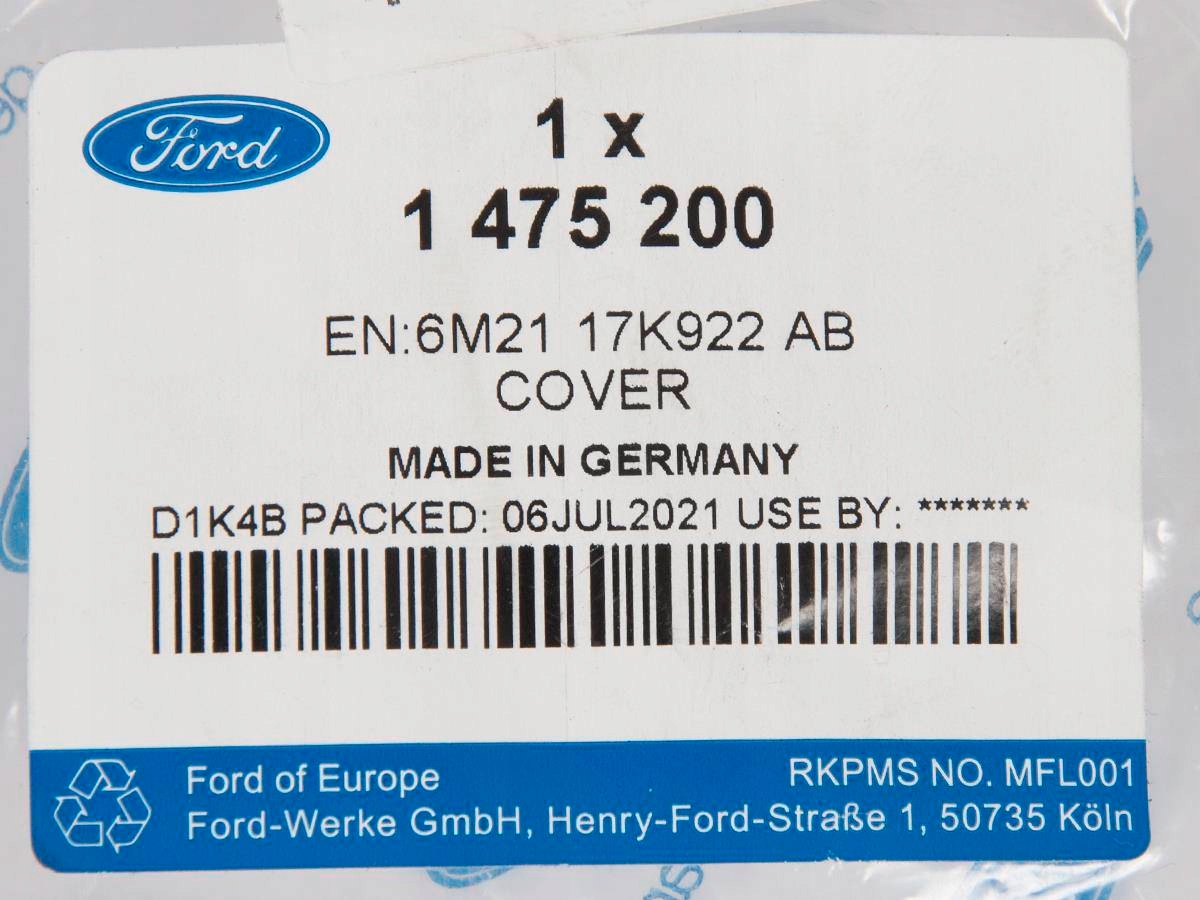 Ford
1 x
1 475 200
EN:6M21 17K922 AB
COVER
MADE IN GERMANY
D1K4B PACKED: 06JUL2021 USE BY: *******
Ford of Europe
RKPMS NO. MFL001
Ford-Werke GmbH, Henry-Ford-Straße 1, 50735 Köln